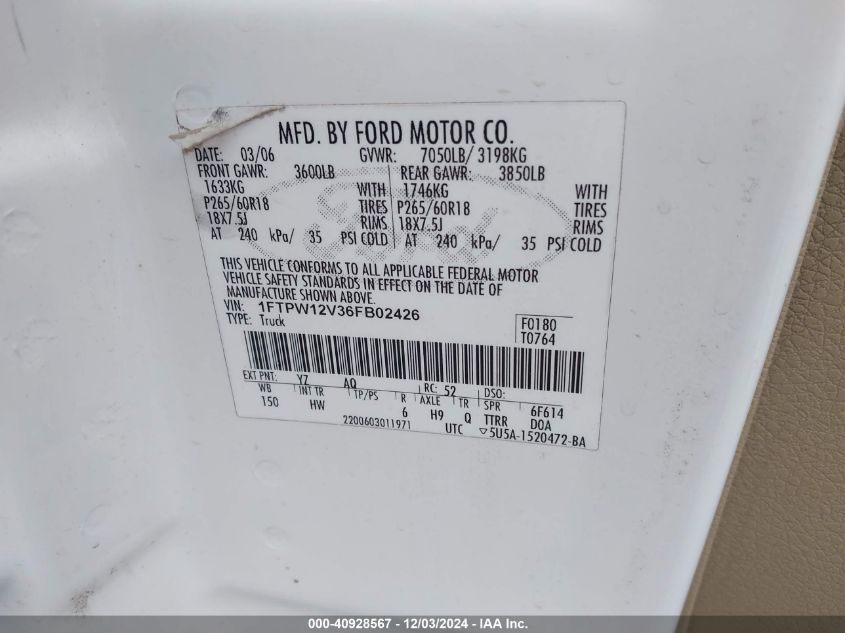 MFD. BY FORD MOTOR CO.
DATE: 03/06 GVWR: 7050LB/ 3198KG
FRONT GAWR: 3600LB REAR GAWR: 3850LB
1633KG WITH 1746KG WITH
P265/60R18 TIRES P265/60R18 TIRES
18X7.5J RIMS 18X7.5J RIMS
AT 240 kPa/ 35 PSI COLD AT 240 kPa/ 35 PSI COLD
Ford
THIS VEHICLE CONFORMS TO ALL APPLICABLE FEDERAL MOTOR
VEHICLE SAFETY STANDARDS IN EFFECT ON THE DATE OF
MANUFACTURE SHOWN ABOVE.
VIN: 1FTPW12V36FB02426
TYPE: Truck
F0180
T0764
EXT PNT: YZ AQ RC: 52 DSO:
WB INT TR TP/PS R AXLE TR SPR 6F614
150 HW 6 H9 Q TTRR DOA
2200603011971 UTC ▽5U5A-1520472-BA
000-40928567 - 12/03/2024 - IAA Inc.